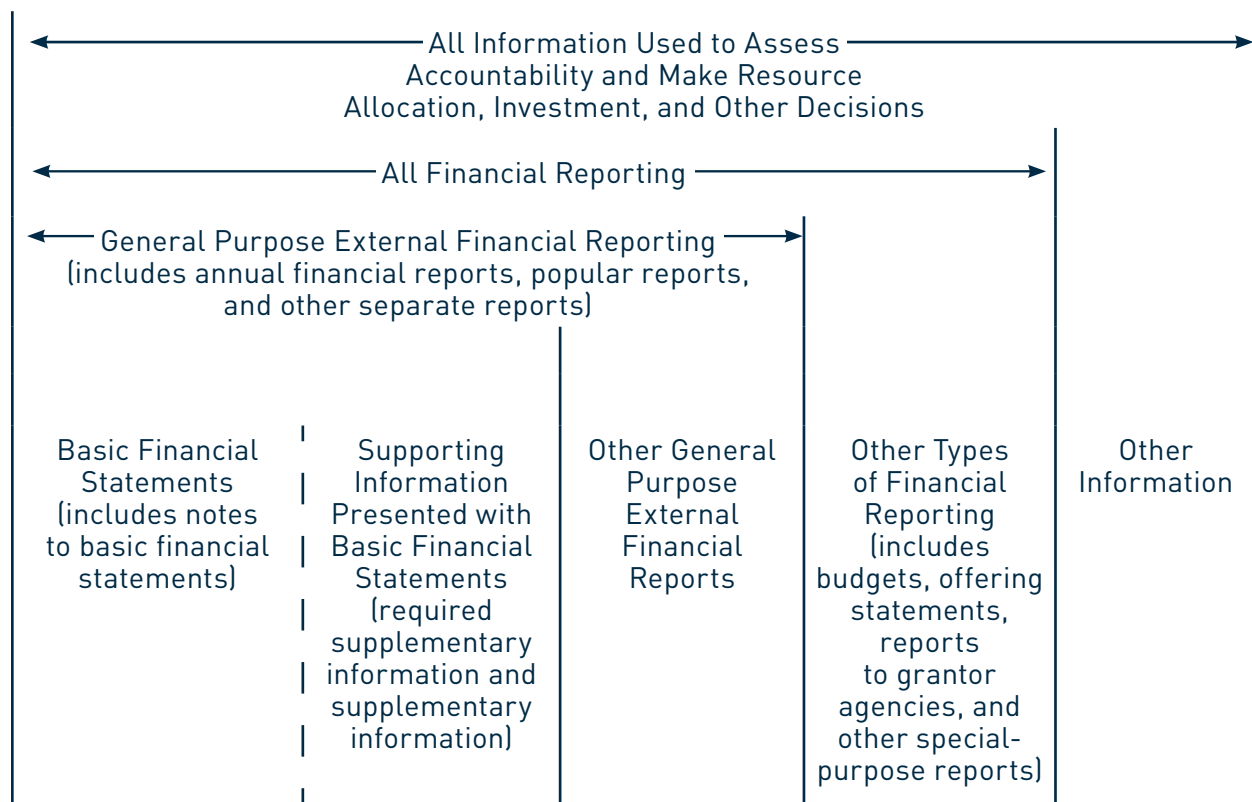 All Information Used to Assess
Accountability and Make Resource
Allocation, Investment, and Other Decisions
All Financial Reporting
General Purpose External Financial Reporting
(includes annual financial reports, popular reports,
and other separate reports)
Basic Financial
Statements
(includes notes
to basic financial
statements)
Supporting
Information
Presented with
Basic Financial
Statements
(required
supplementary
information and
supplementary
information)
Other General
Purpose
External
Financial
Reports
Other Types
of Financial
Reporting
(includes
budgets, offering
statements,
reports
to grantor
agencies, and
other special-
purpose reports)
Other
Information